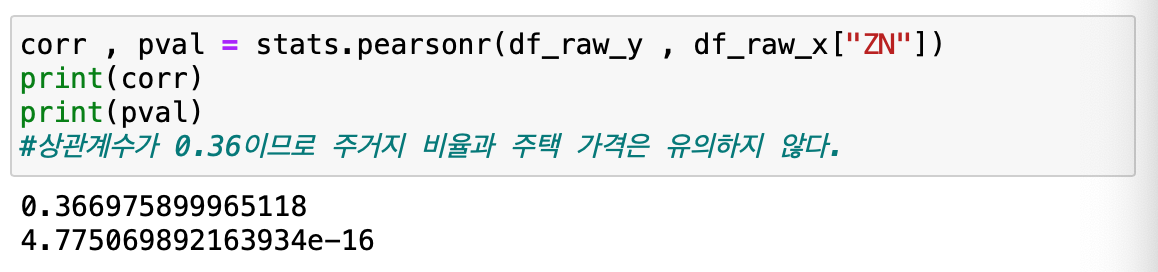 corr , pval = stats.pearsonr(df_raw_y , df_raw_x["ZN"])
print(corr)
print(pval)
#상관계수가 0.36이므로 주거지 비율과 주택 가격은 유의하지 않다.
0.366975899965118
4.775069892163934e-16